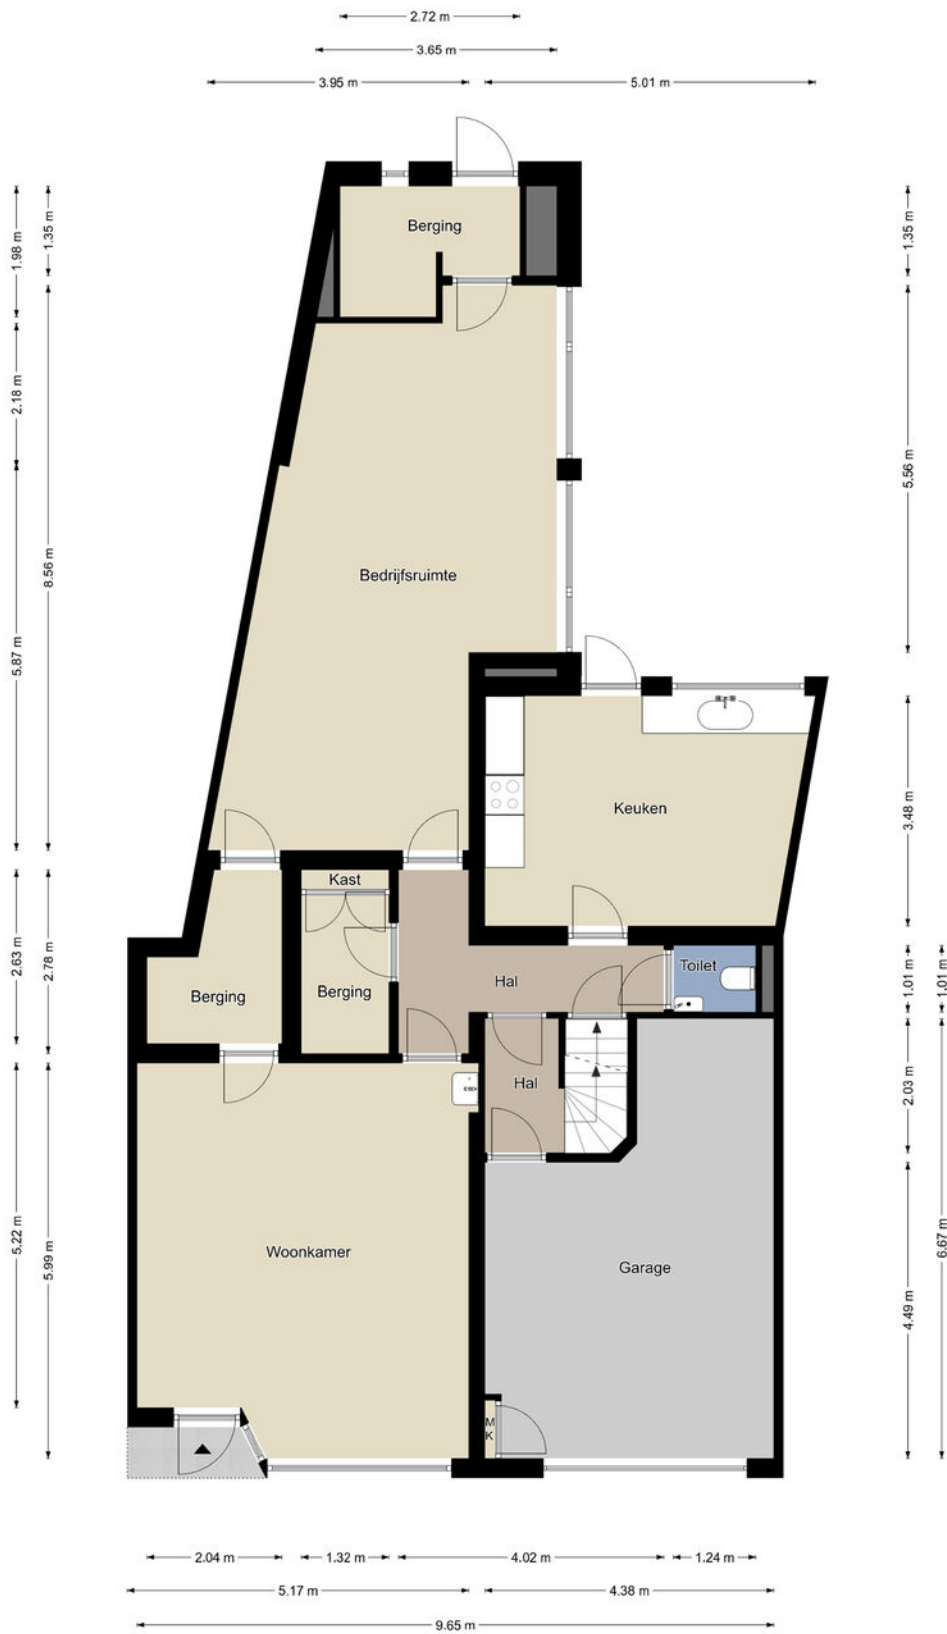 2.72 m
3.65 m
3.95 m
5.01 m
1.98 m
1.35 m
1.35 m
Berging
2.18 m
8.56 m
5.56 m
5.87 m
Bedrijfsruimte
Keuken
3.48 m
Kast
2.63 m
2.78 m
Berging
Berging
Hal
Toilet
1.01 m
1.01 m
Hal
2.03 m
5.22 m
5.99 m
Woonkamer
Garage
4.49 m
6.67 m
M
K
2.04 m
1.32 m
4.02 m
1.24 m
5.17 m
4.38 m
9.65 m